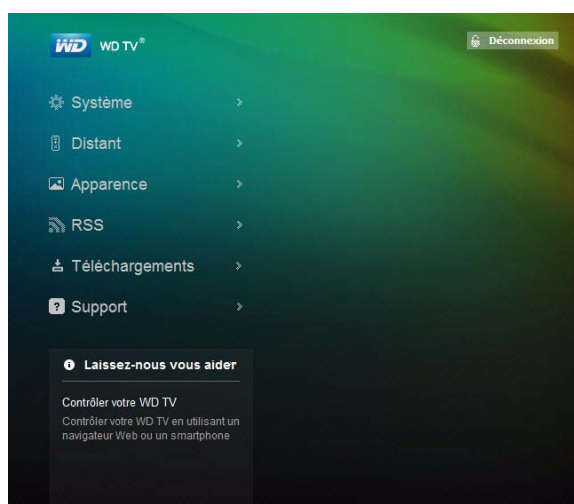 WD WD TV®
Déconnexion
Système
Distant
Apparence
RSS
Téléchargements
Support
Laissez-nous vous aider
Contrôler votre WD TV
Contrôler votre WD TV en utilisant un
navigateur Web ou un smartphone